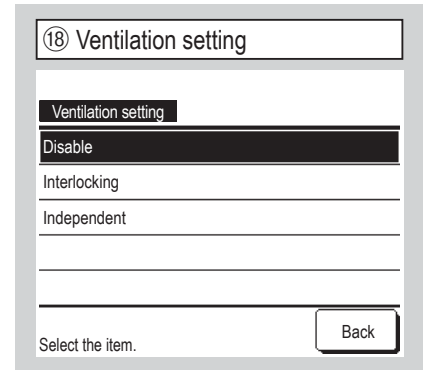 ⑱ Ventilation setting
Ventilation setting
Disable
Interlocking
Independent
Select the item.
Back